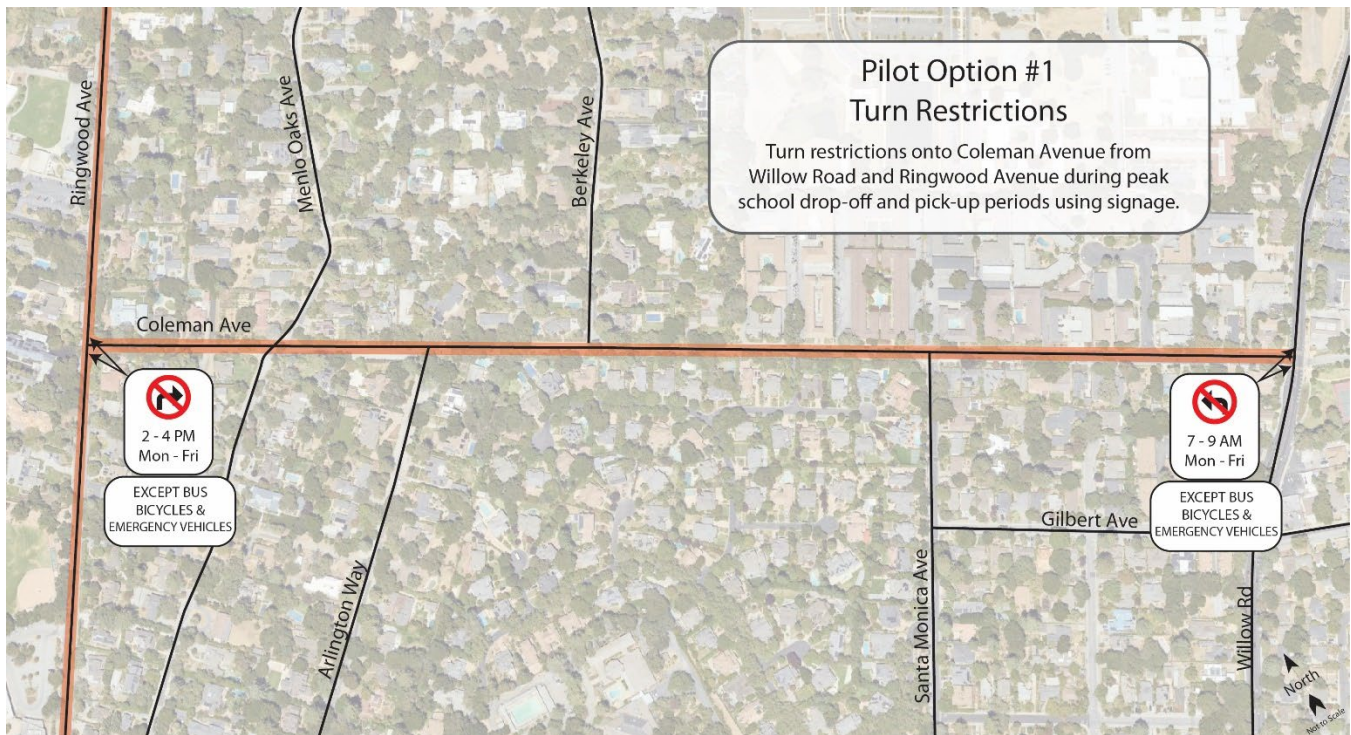 Pilot Option #1
Turn Restrictions
Turn restrictions onto Coleman Avenue from
Willow Road and Ringwood Avenue during peak
school drop-off and pick-up periods using signage.
Ringwood Ave
Menlo Oaks Ave
Berkeley Ave
Coleman Ave
2 - 4 PM
Mon - Fri
EXCEPT BUS
BICYCLES &
EMERGENCY VEHICLES
7 - 9 AM
Mon - Fri
EXCEPT BUS
BICYCLES &
EMERGENCY VEHICLES
Gilbert Ave
Arlington Way
Santa Monica Ave
Willow Rd
North
Not to Scale